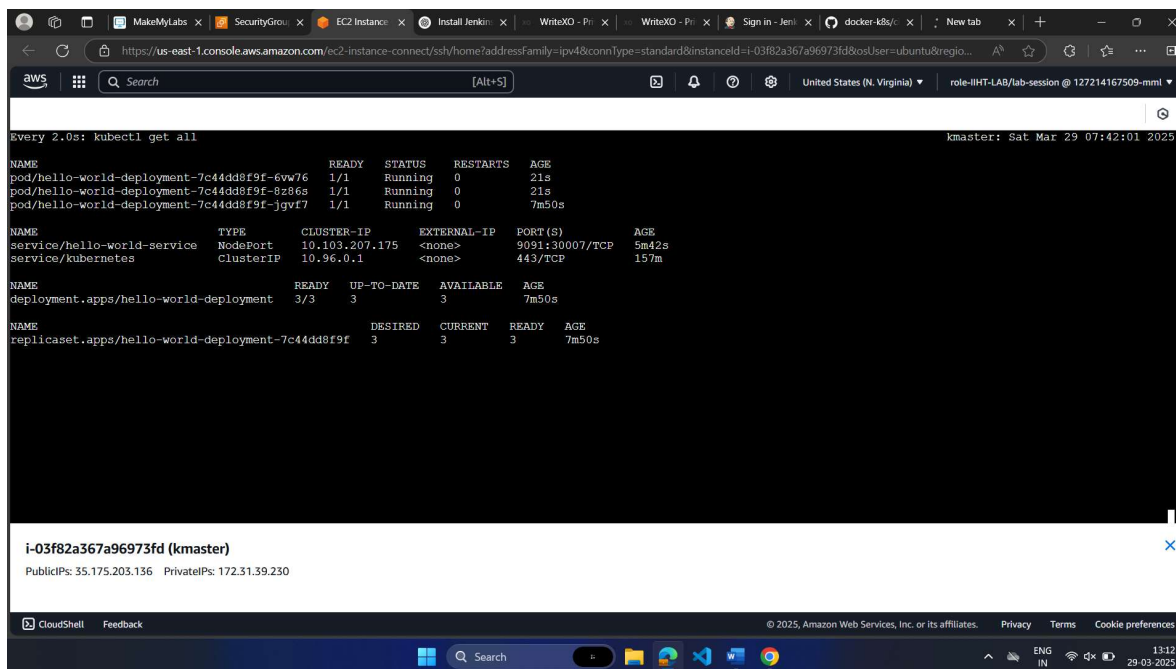 MakeMyLabs SecurityGrou EC2 Instance Install Jenkin WriteXO - Pri WriteXO - Pri Sign in - Jenk docker-k8s/c New tab
https://us-east-1.console.aws.amazon.com/ec2-instance-connect/ssh/home?addressFamily=ipv4&connType=standard&instanceId=i-03f82a367a96973fd&osUser=ubuntu&regio...
aws Search [Alt+S] United States (N. Virginia) role-IIHT-LAB/lab-session @ 127214167509-mml
Every 2.0s: kubectl get all kmaster: Sat Mar 29 07:42:01 2025
NAME READY STATUS RESTARTS AGE
pod/hello-world-deployment-7c44dd8f9f-6vw76 1/1 Running 0 21s
pod/hello-world-deployment-7c44dd8f9f-8z86s 1/1 Running 0 21s
pod/hello-world-deployment-7c44dd8f9f-jgvf7 1/1 Running 0 7m50s
NAME TYPE CLUSTER-IP EXTERNAL-IP PORT(S) AGE
service/hello-world-service NodePort 10.103.207.175 <none> 9091:30007/TCP 5m42s
service/kubernetes ClusterIP 10.96.0.1 <none> 443/TCP 157m
NAME READY UP-TO-DATE AVAILABLE AGE
deployment.apps/hello-world-deployment 3/3 3 3 7m50s
NAME DESIRED CURRENT READY AGE
replicaset.apps/hello-world-deployment-7c44dd8f9f 3 3 3 7m50s
i-03f82a367a96973fd (kmaster)
PublicIPs: 35.175.203.136 PrivateIPs: 172.31.39.230
CloudShell Feedback © 2025, Amazon Web Services, Inc. or its affiliates. Privacy Terms Cookie preferences
Search ENG 13:12
IN 29-03-2025